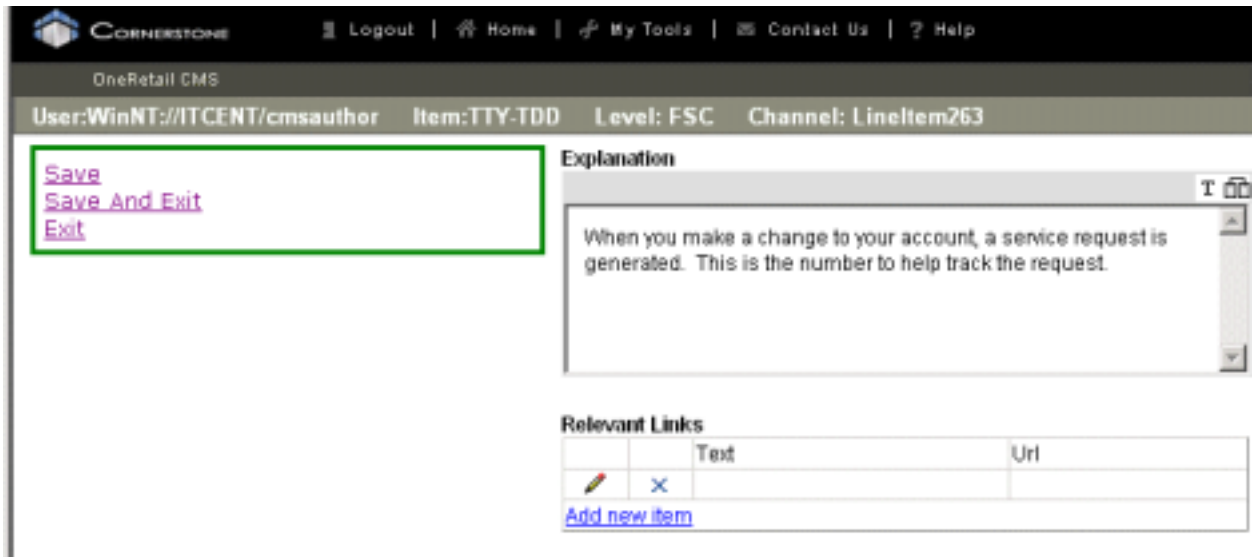 CORNERSTONE Logout | Home | My Tools | Contact Us | ? Help
OneRetail CMS
User:WinNT://ITCENT/cmsauthor Item:TTY-TDD Level: FSC Channel: LineItem263
Save
Save And Exit
Exit
Explanation
T
When you make a change to your account, a service request is
generated. This is the number to help track the request.
Relevant Links
Text Url
Add new item